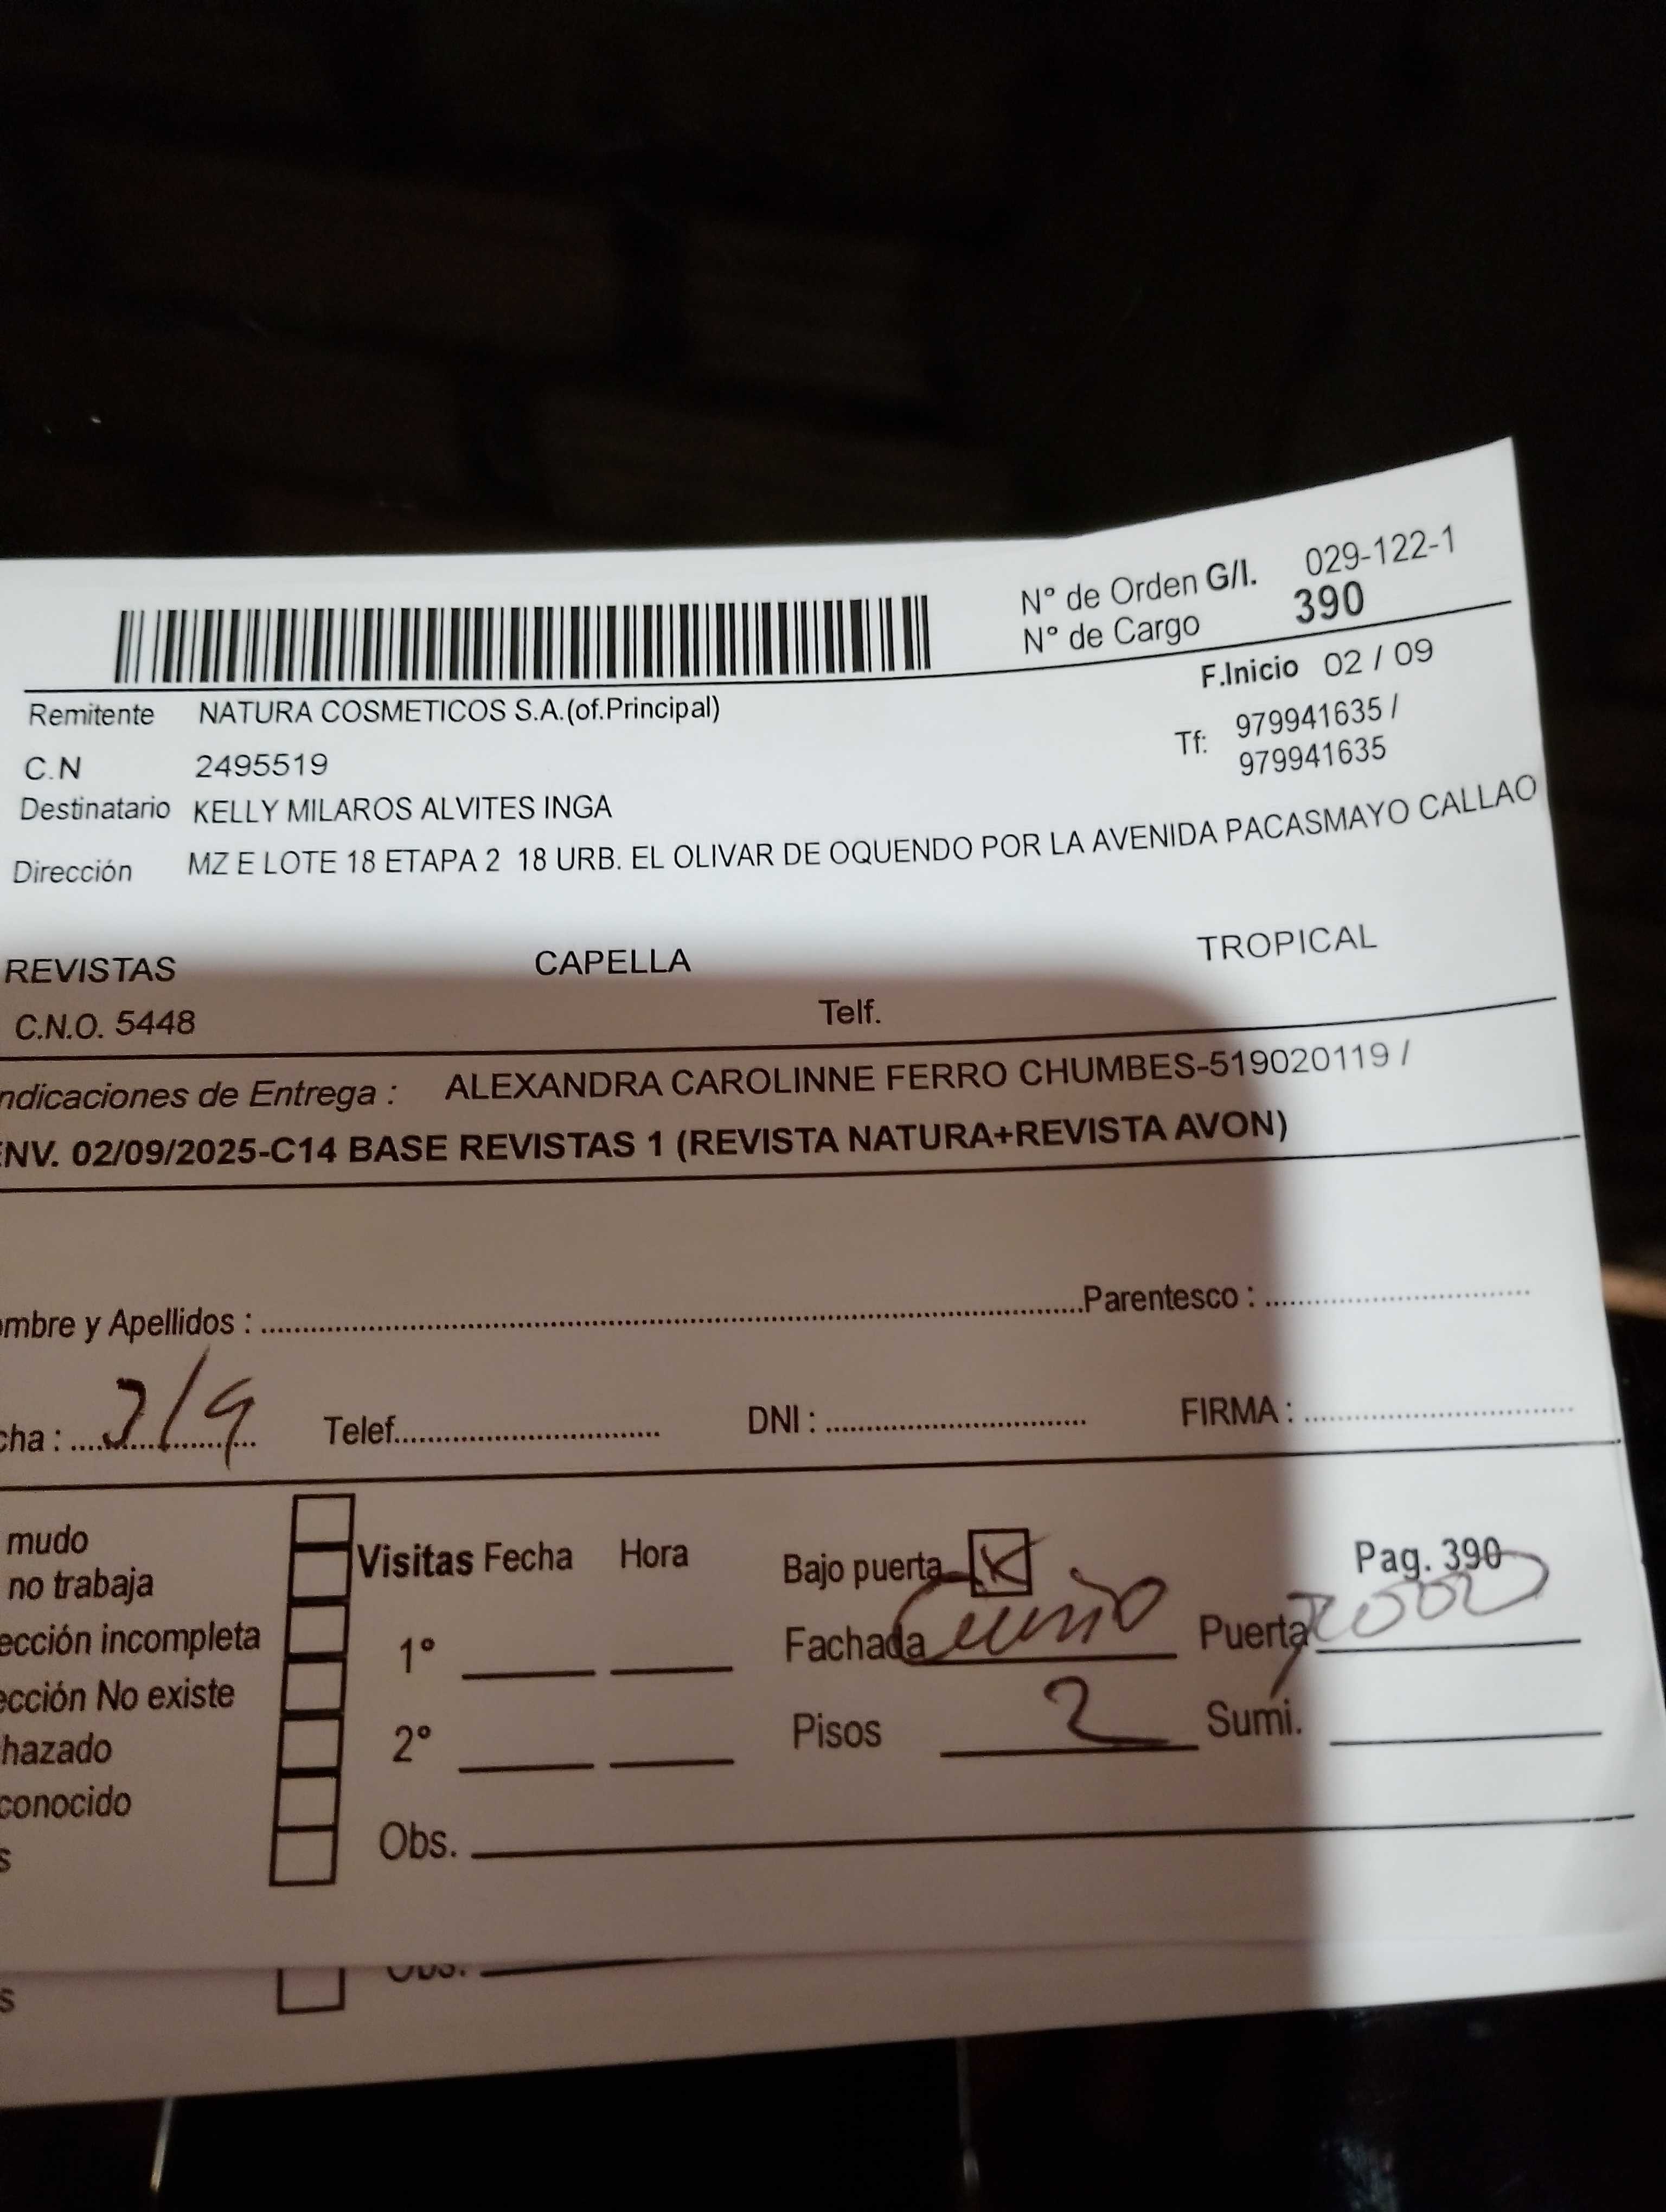 N° de Orden G/I. 029-122-1
N° de Cargo 390
F.Inicio 02 / 09
Remitente NATURA COSMETICOS S.A.(of.Principal)
Tf: 979941635 /
979941635
C.N 2495519
Destinatario KELLY MILAROS ALVITES INGA
Dirección MZ E LOTE 18 ETAPA 2 18 URB. EL OLIVAR DE OQUENDO POR LA AVENIDA PACASMAYO CALLAO
REVISTAS CAPELLA TROPICAL
C.N.O. 5448 Telf.
ndicaciones de Entrega : ALEXANDRA CAROLINNE FERRO CHUMBES-519020119 /
ENV. 02/09/2025-C14 BASE REVISTAS 1 (REVISTA NATURA+REVISTA AVON)
ombre y Apellidos : Parentesco :
cha : Telef. DNI : FIRMA :
mudo
no trabaja
ección incompleta
ección No existe
hazado
conocido
s
Visitas Fecha Hora
1°
2°
Obs.
Bajo puerta X Pag. 390
Fachada Puerta
Pisos 2 Sumi.
s Obs.